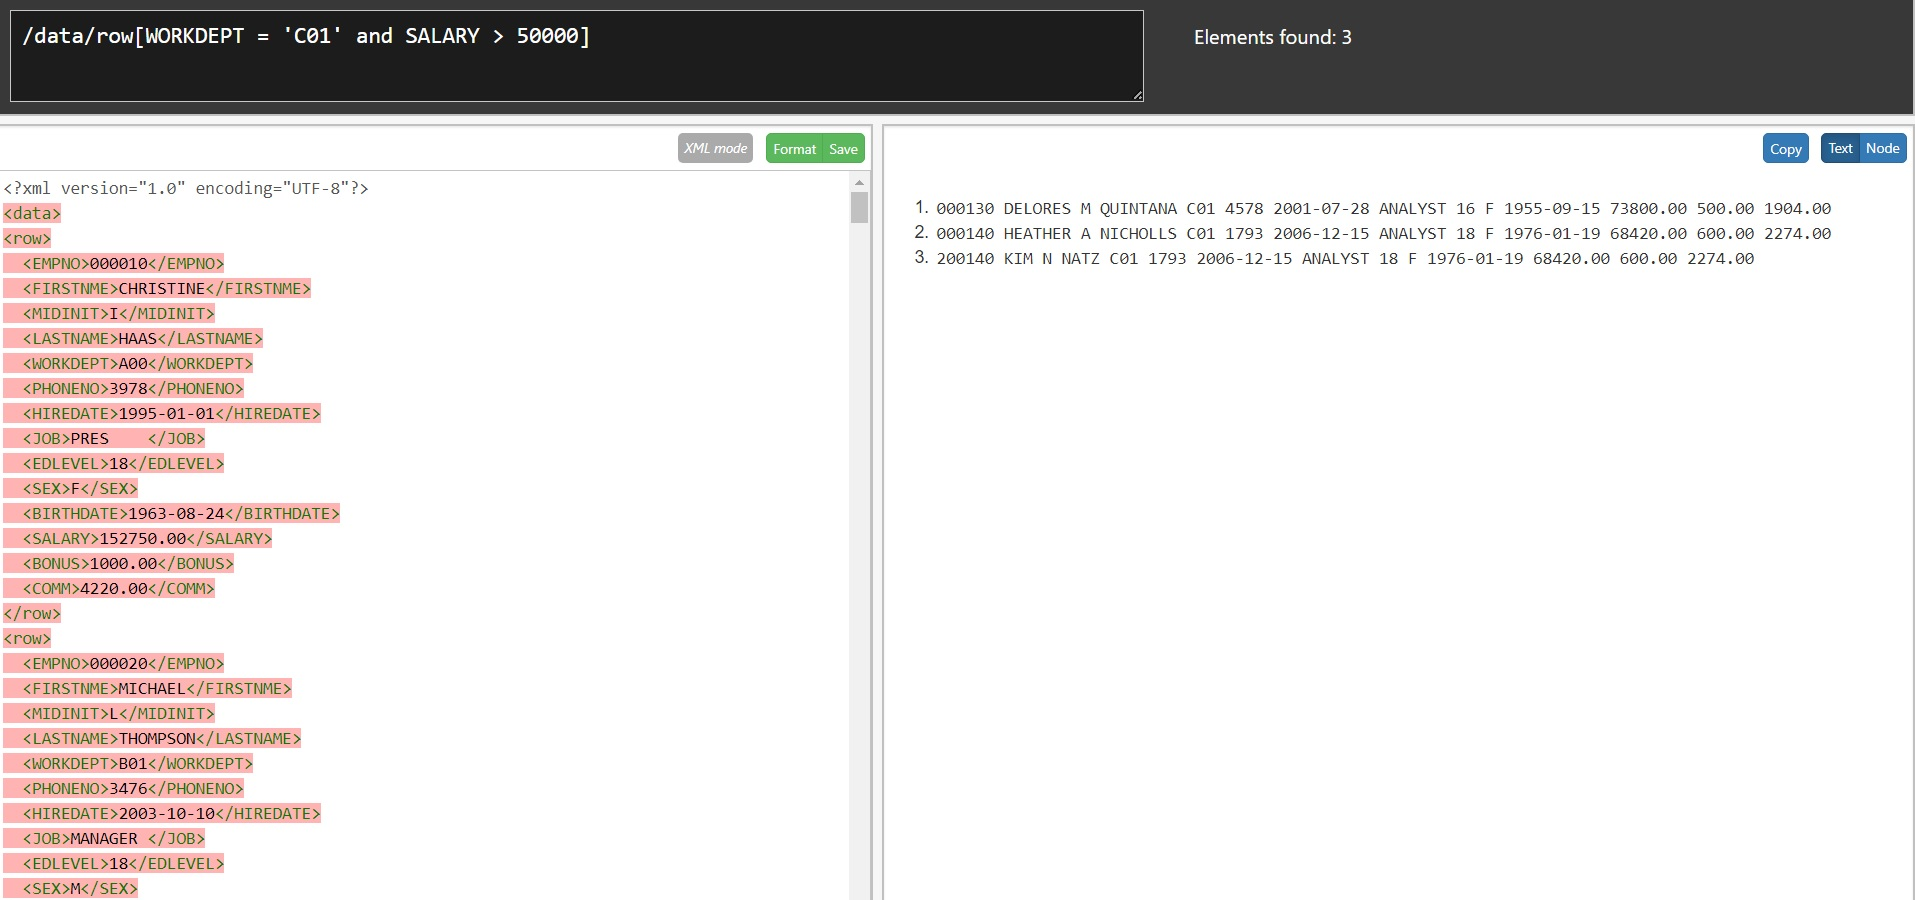 /data/row[WORKDEPT = 'C01' and SALARY > 50000]
Elements found: 3
XML mode
Format Save
Copy
Text Node
<?xml version="1.0" encoding="UTF-8"?>
<data>
<row>
  <EMPNO>000010</EMPNO>
  <FIRSTNME>CHRISTINE</FIRSTNME>
  <MIDINIT>I</MIDINIT>
  <LASTNAME>HAAS</LASTNAME>
  <WORKDEPT>A00</WORKDEPT>
  <PHONENO>3978</PHONENO>
  <HIREDATE>1995-01-01</HIREDATE>
  <JOB>PRES    </JOB>
  <EDLEVEL>18</EDLEVEL>
  <SEX>F</SEX>
  <BIRTHDATE>1963-08-24</BIRTHDATE>
  <SALARY>152750.00</SALARY>
  <BONUS>1000.00</BONUS>
  <COMM>4220.00</COMM>
</row>
<row>
  <EMPNO>000020</EMPNO>
  <FIRSTNME>MICHAEL</FIRSTNME>
  <MIDINIT>L</MIDINIT>
  <LASTNAME>THOMPSON</LASTNAME>
  <WORKDEPT>B01</WORKDEPT>
  <PHONENO>3476</PHONENO>
  <HIREDATE>2003-10-10</HIREDATE>
  <JOB>MANAGER </JOB>
  <EDLEVEL>18</EDLEVEL>
  <SEX>M</SEX>
1. 000130 DELORES M QUINTANA C01 4578 2001-07-28 ANALYST 16 F 1955-09-15 73800.00 500.00 1904.00
2. 000140 HEATHER A NICHOLLS C01 1793 2006-12-15 ANALYST 18 F 1976-01-19 68420.00 600.00 2274.00
3. 200140 KIM N NATZ C01 1793 2006-12-15 ANALYST 18 F 1976-01-19 68420.00 600.00 2274.00